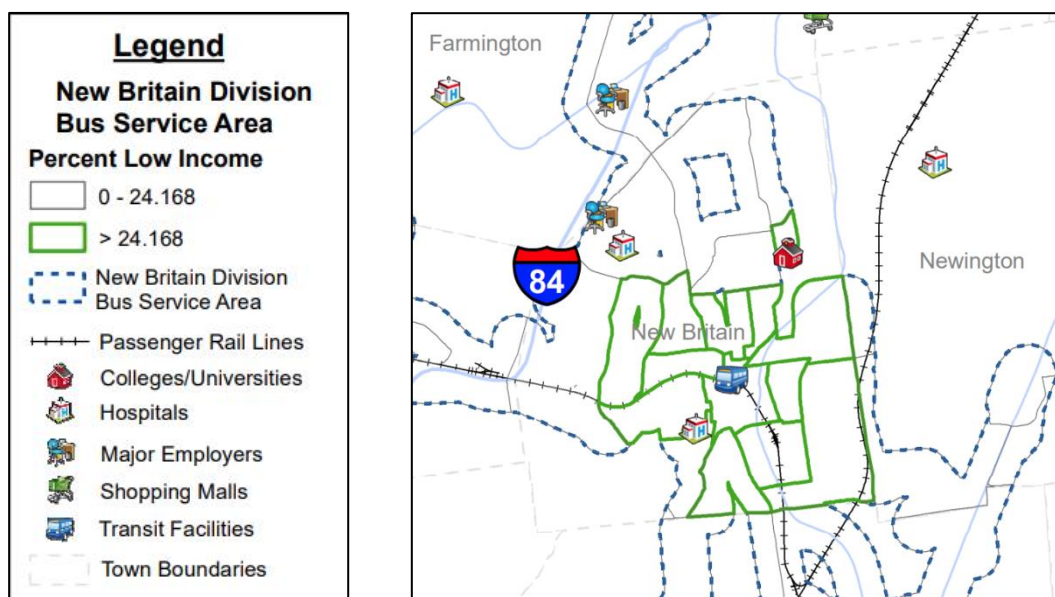 Legend
New Britain Division
Bus Service Area
Percent Low Income
0 - 24.168
> 24.168
New Britain Division
Bus Service Area
Passenger Rail Lines
Colleges/Universities
Hospitals
Major Employers
Shopping Malls
Transit Facilities
Town Boundaries
Farmington
84
Newington
New Britain